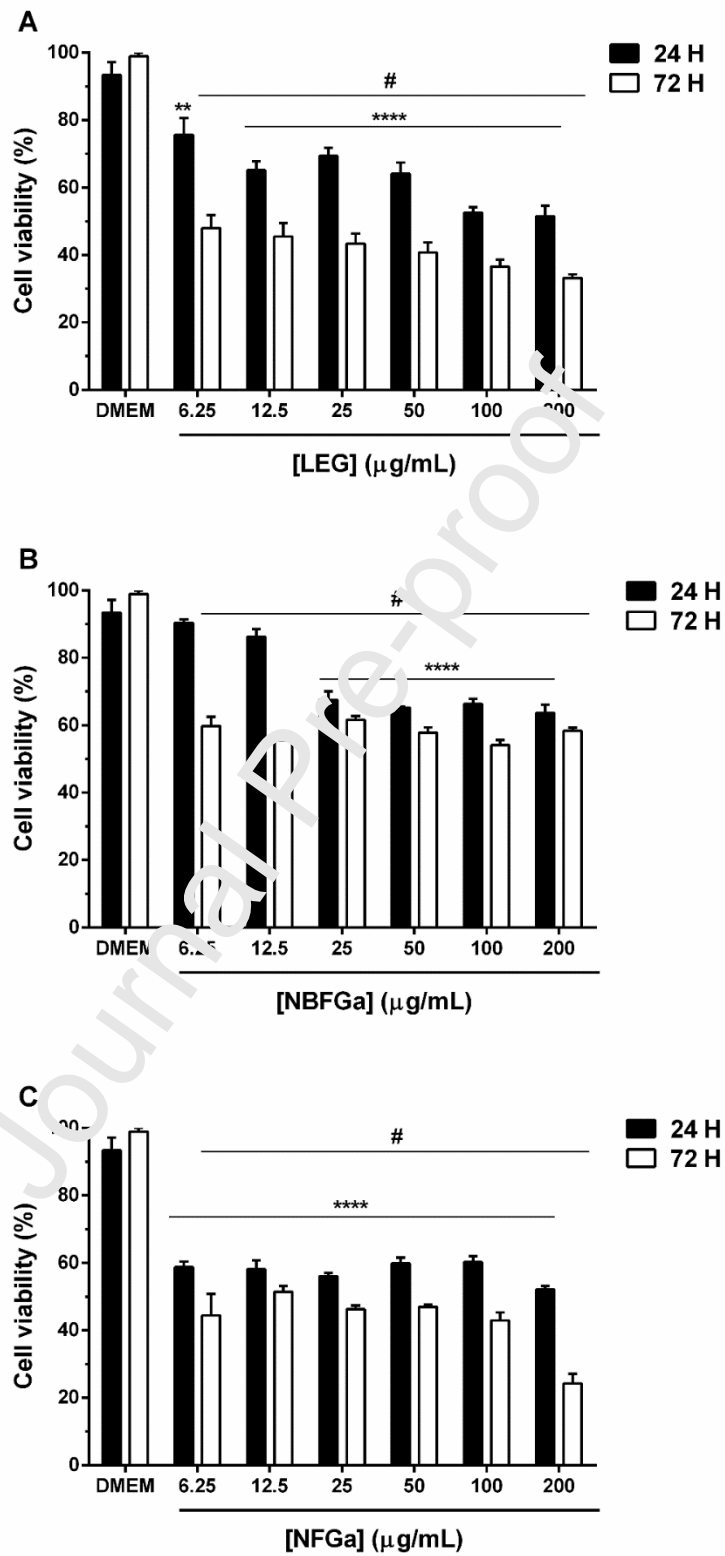 A
24 H
72 H
#
**
****
Cell viability (%)
100
80
60
40
20
0
DMEM 6.25 12.5 25 50 100 200
[LEG] (μg/mL)
B
24 H
72 H
#
****
Cell viability (%)
100
80
60
40
20
0
DMEM 6.25 12.5 25 50 100 200
[NBFGa] (μg/mL)
C
24 H
72 H
#
****
Cell viability (%)
100
80
60
40
20
0
DMEM 6.25 12.5 25 50 100 200
[NFGa] (μg/mL)
Journal Pre-proof